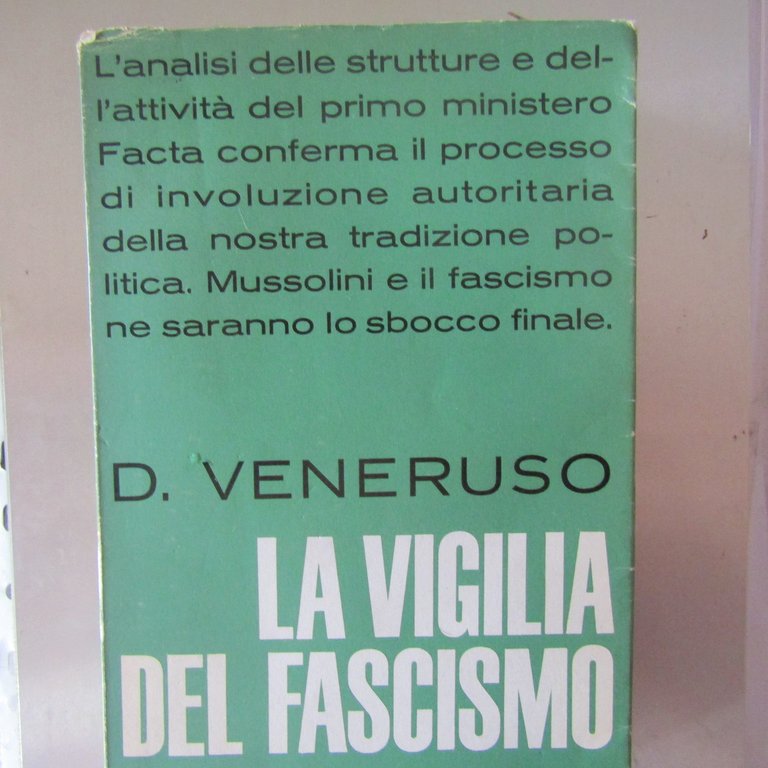 L'analisi delle strutture e del-
l'attività del primo ministero
Facta conferma il processo
di involuzione autoritaria
della nostra tradizione po-
litica. Mussolini e il fascismo
ne saranno lo sbocco finale.
D. VENERUSO
LA VIGILIA
DEL FASCISMO